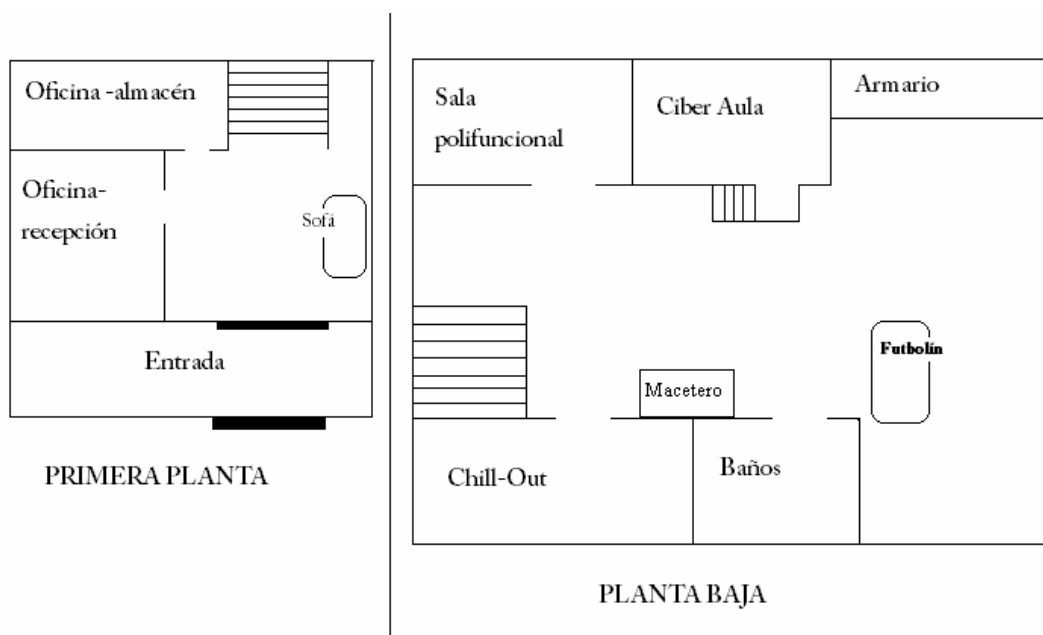 Oficina -almacén
Oficina-
recepción
Sofá
Entrada
PRIMERA PLANTA
Sala
polifuncional
Ciber Aula
Armario
Futbolín
Macetero
Chill-Out
Baños
PLANTA BAJA